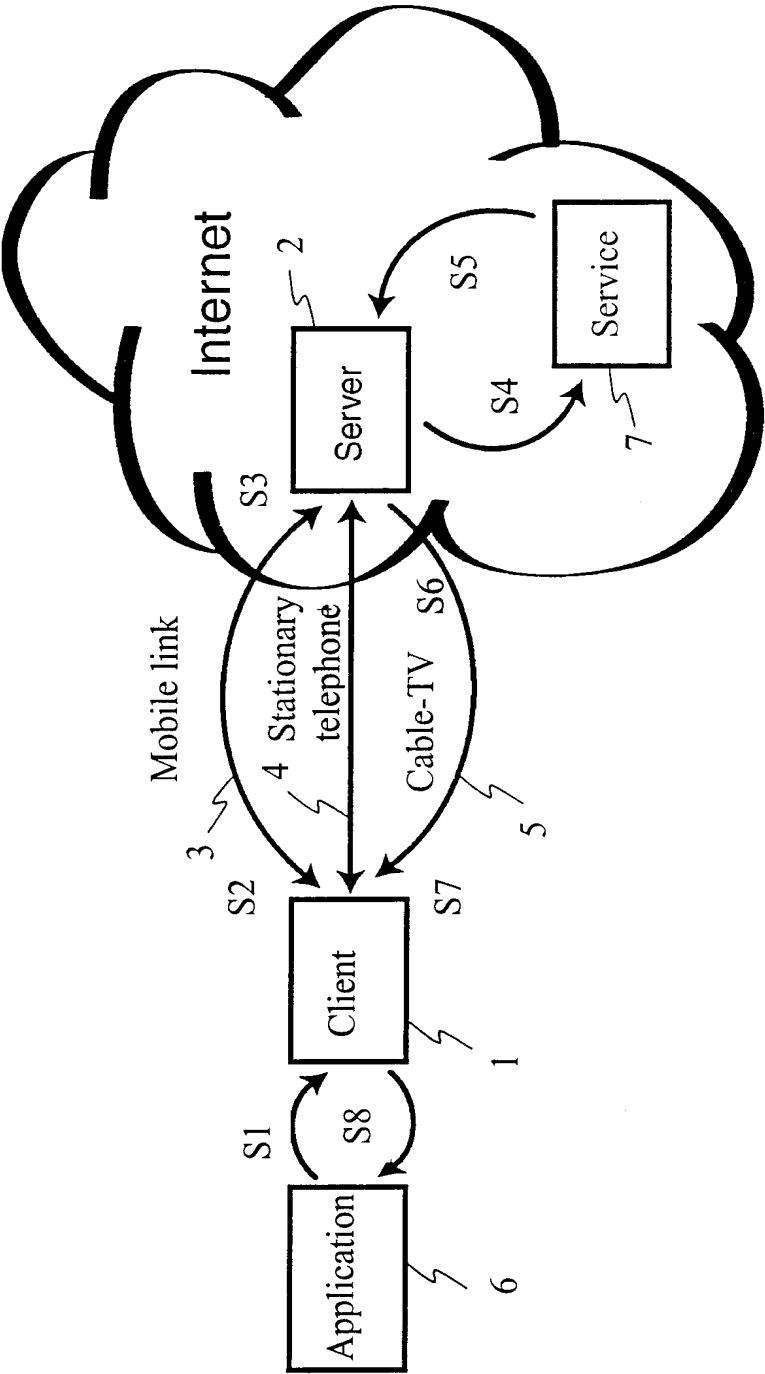 Internet
2
S5
Server
Service
S4
7
S3
Mobile link
3
S2
4
Stationary
telephone
S6
Cable-TV
5
S7
Client
1
S1
S8
Application
6